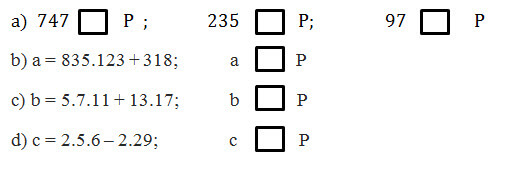 a) 747 □ P ; 235 □ P; 97 □ P
b) a = 835.123 + 318; a □ P
c) b = 5.7.11 + 13.17; b □ P
d) c = 2.5.6 – 2.29; c □ P